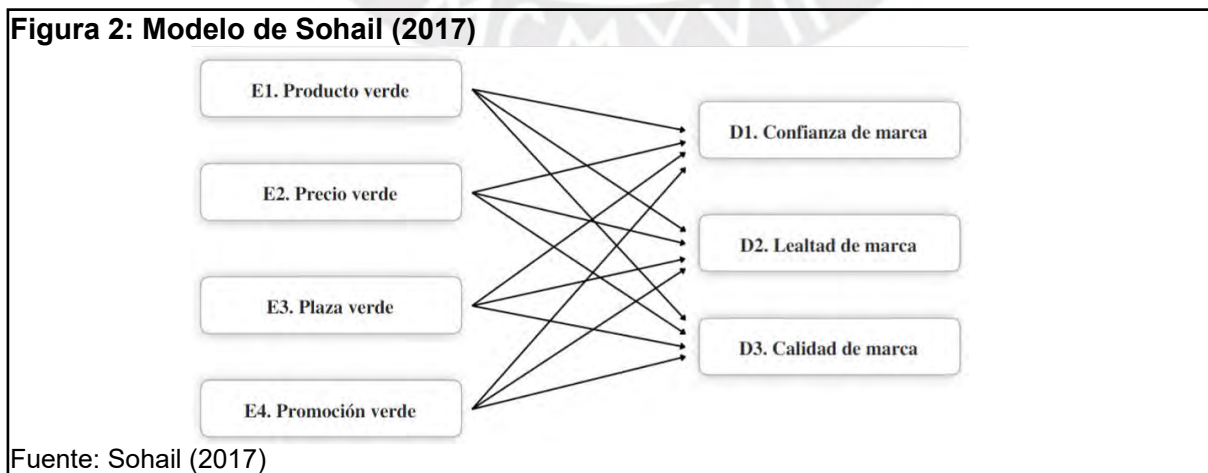 Figura 2: Modelo de Sohail (2017)
E1. Producto verde
D1. Confianza de marca
E2. Precio verde
D2. Lealtad de marca
E3. Plaza verde
D3. Calidad de marca
E4. Promoción verde
Fuente: Sohail (2017)